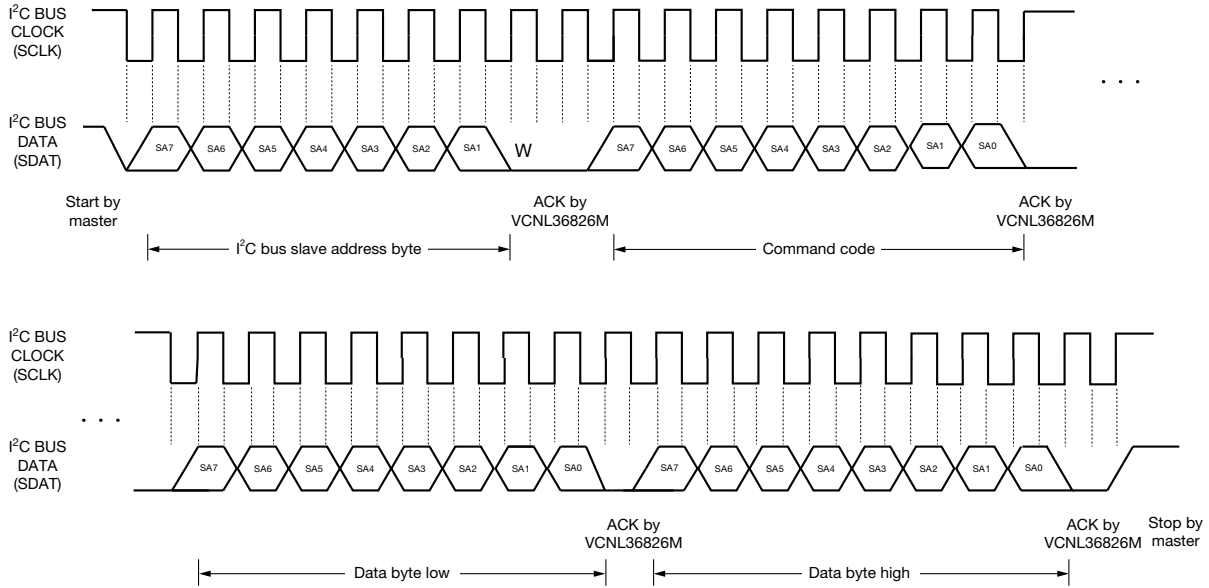 I²C BUS
CLOCK
(SCLK)
. . .
I²C BUS
DATA
(SDAT)
SA7 SA6 SA5 SA4 SA3 SA2 SA1 W SA7 SA6 SA5 SA4 SA3 SA2 SA1 SA0
Start by
master
ACK by
VCNL36826M
ACK by
VCNL36826M
I²C bus slave address byte
Command code
I²C BUS
CLOCK
(SCLK)
. . .
I²C BUS
DATA
(SDAT)
SA7 SA6 SA5 SA4 SA3 SA2 SA1 SA0 SA7 SA6 SA5 SA4 SA3 SA2 SA1 SA0
ACK by
VCNL36826M
ACK by
VCNL36826M
Stop by
master
Data byte low
Data byte high